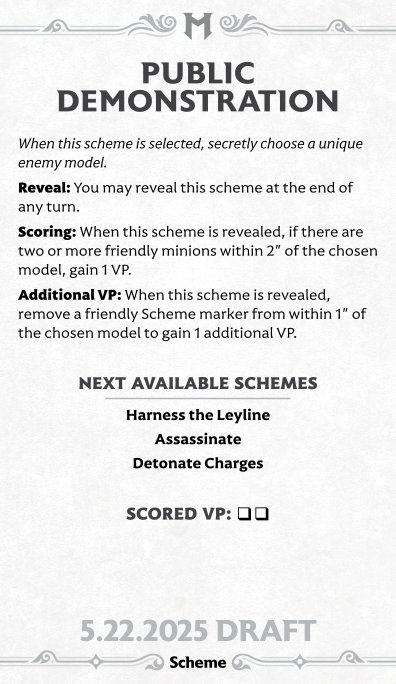 M
PUBLIC
DEMONSTRATION
When this scheme is selected, secretly choose a unique
enemy model.
Reveal: You may reveal this scheme at the end of
any turn.
Scoring: When this scheme is revealed, if there are
two or more friendly minions within 2" of the chosen
model, gain 1 VP.
Additional VP: When this scheme is revealed,
remove a friendly Scheme marker from within 1" of
the chosen model to gain 1 additional VP.
NEXT AVAILABLE SCHEMES
Harness the Leyline
Assassinate
Detonate Charges
SCORED VP: ❑❑
5.22.2025 DRAFT
Scheme